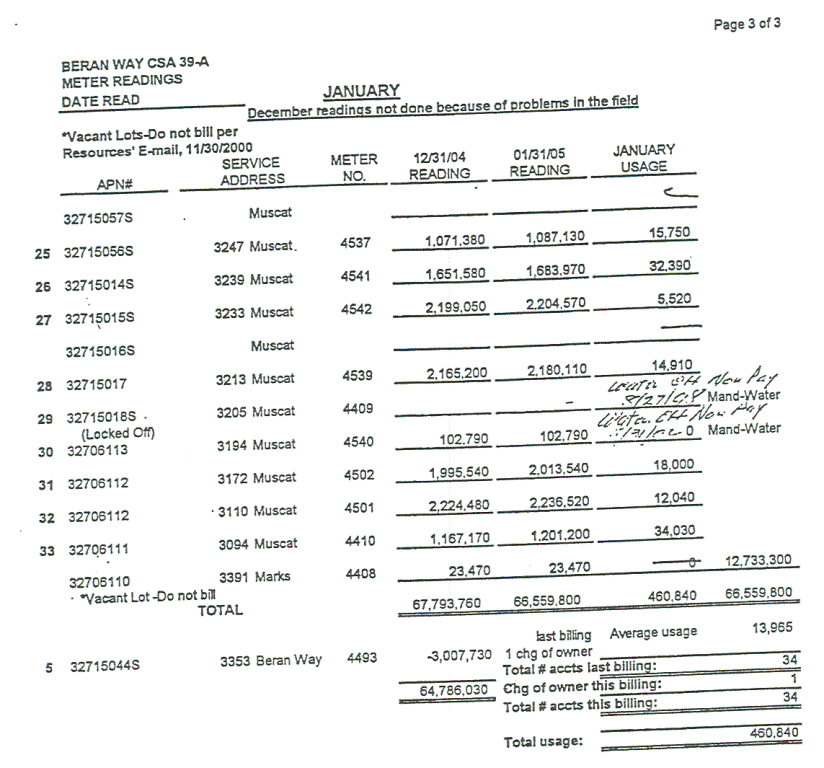 Page 3 of 3
BERAN WAY CSA 39-A
METER READINGS
DATE READ JANUARY
December readings not done because of problems in the field
*Vacant Lots-Do not bill per
Resources' E-mail, 11/30/2000
APN# SERVICE ADDRESS METER NO. 12/31/04 READING 01/31/05 READING JANUARY USAGE
32715057S Muscat
25 32715056S 3247 Muscat. 4537 1,071,380 1,087,130 15,750
26 32715014S 3239 Muscat 4541 1,651,580 1,683,970 32,390
27 32715015S 3233 Muscat 4542 2,199,050 2,204,570 5,520
32715016S Muscat
28 32715017 3213 Muscat 4539 2,165,200 2,180,110 14,910
Water Off Non Pay
29 32715018S 3205 Muscat 4409 - Mand-Water
(Locked Off) Water Off Non Pay
30 32706113 3194 Muscat 4540 102,790 102,790 0 Mand-Water
31 32706112 3172 Muscat 4502 1,995,540 2,013,540 18,000
32 32706112 3110 Muscat 4501 2,224,480 2,236,520 12,040
33 32706111 3094 Muscat 4410 1,167,170 1,201,200 34,030
32706110 3391 Marks 4408 23,470 23,470 0 12,733,300
*Vacant Lot -Do not bill
TOTAL 67,793,760 66,559,800 460,840 66,559,800
last billing Average usage 13,965
5 32715044S 3353 Beran Way 4493 -3,007,730 1 chg of owner
Total # accts last billing: 34
64,786,030 Chg of owner this billing: 1
Total # accts this billing: 34
Total usage: 460,840